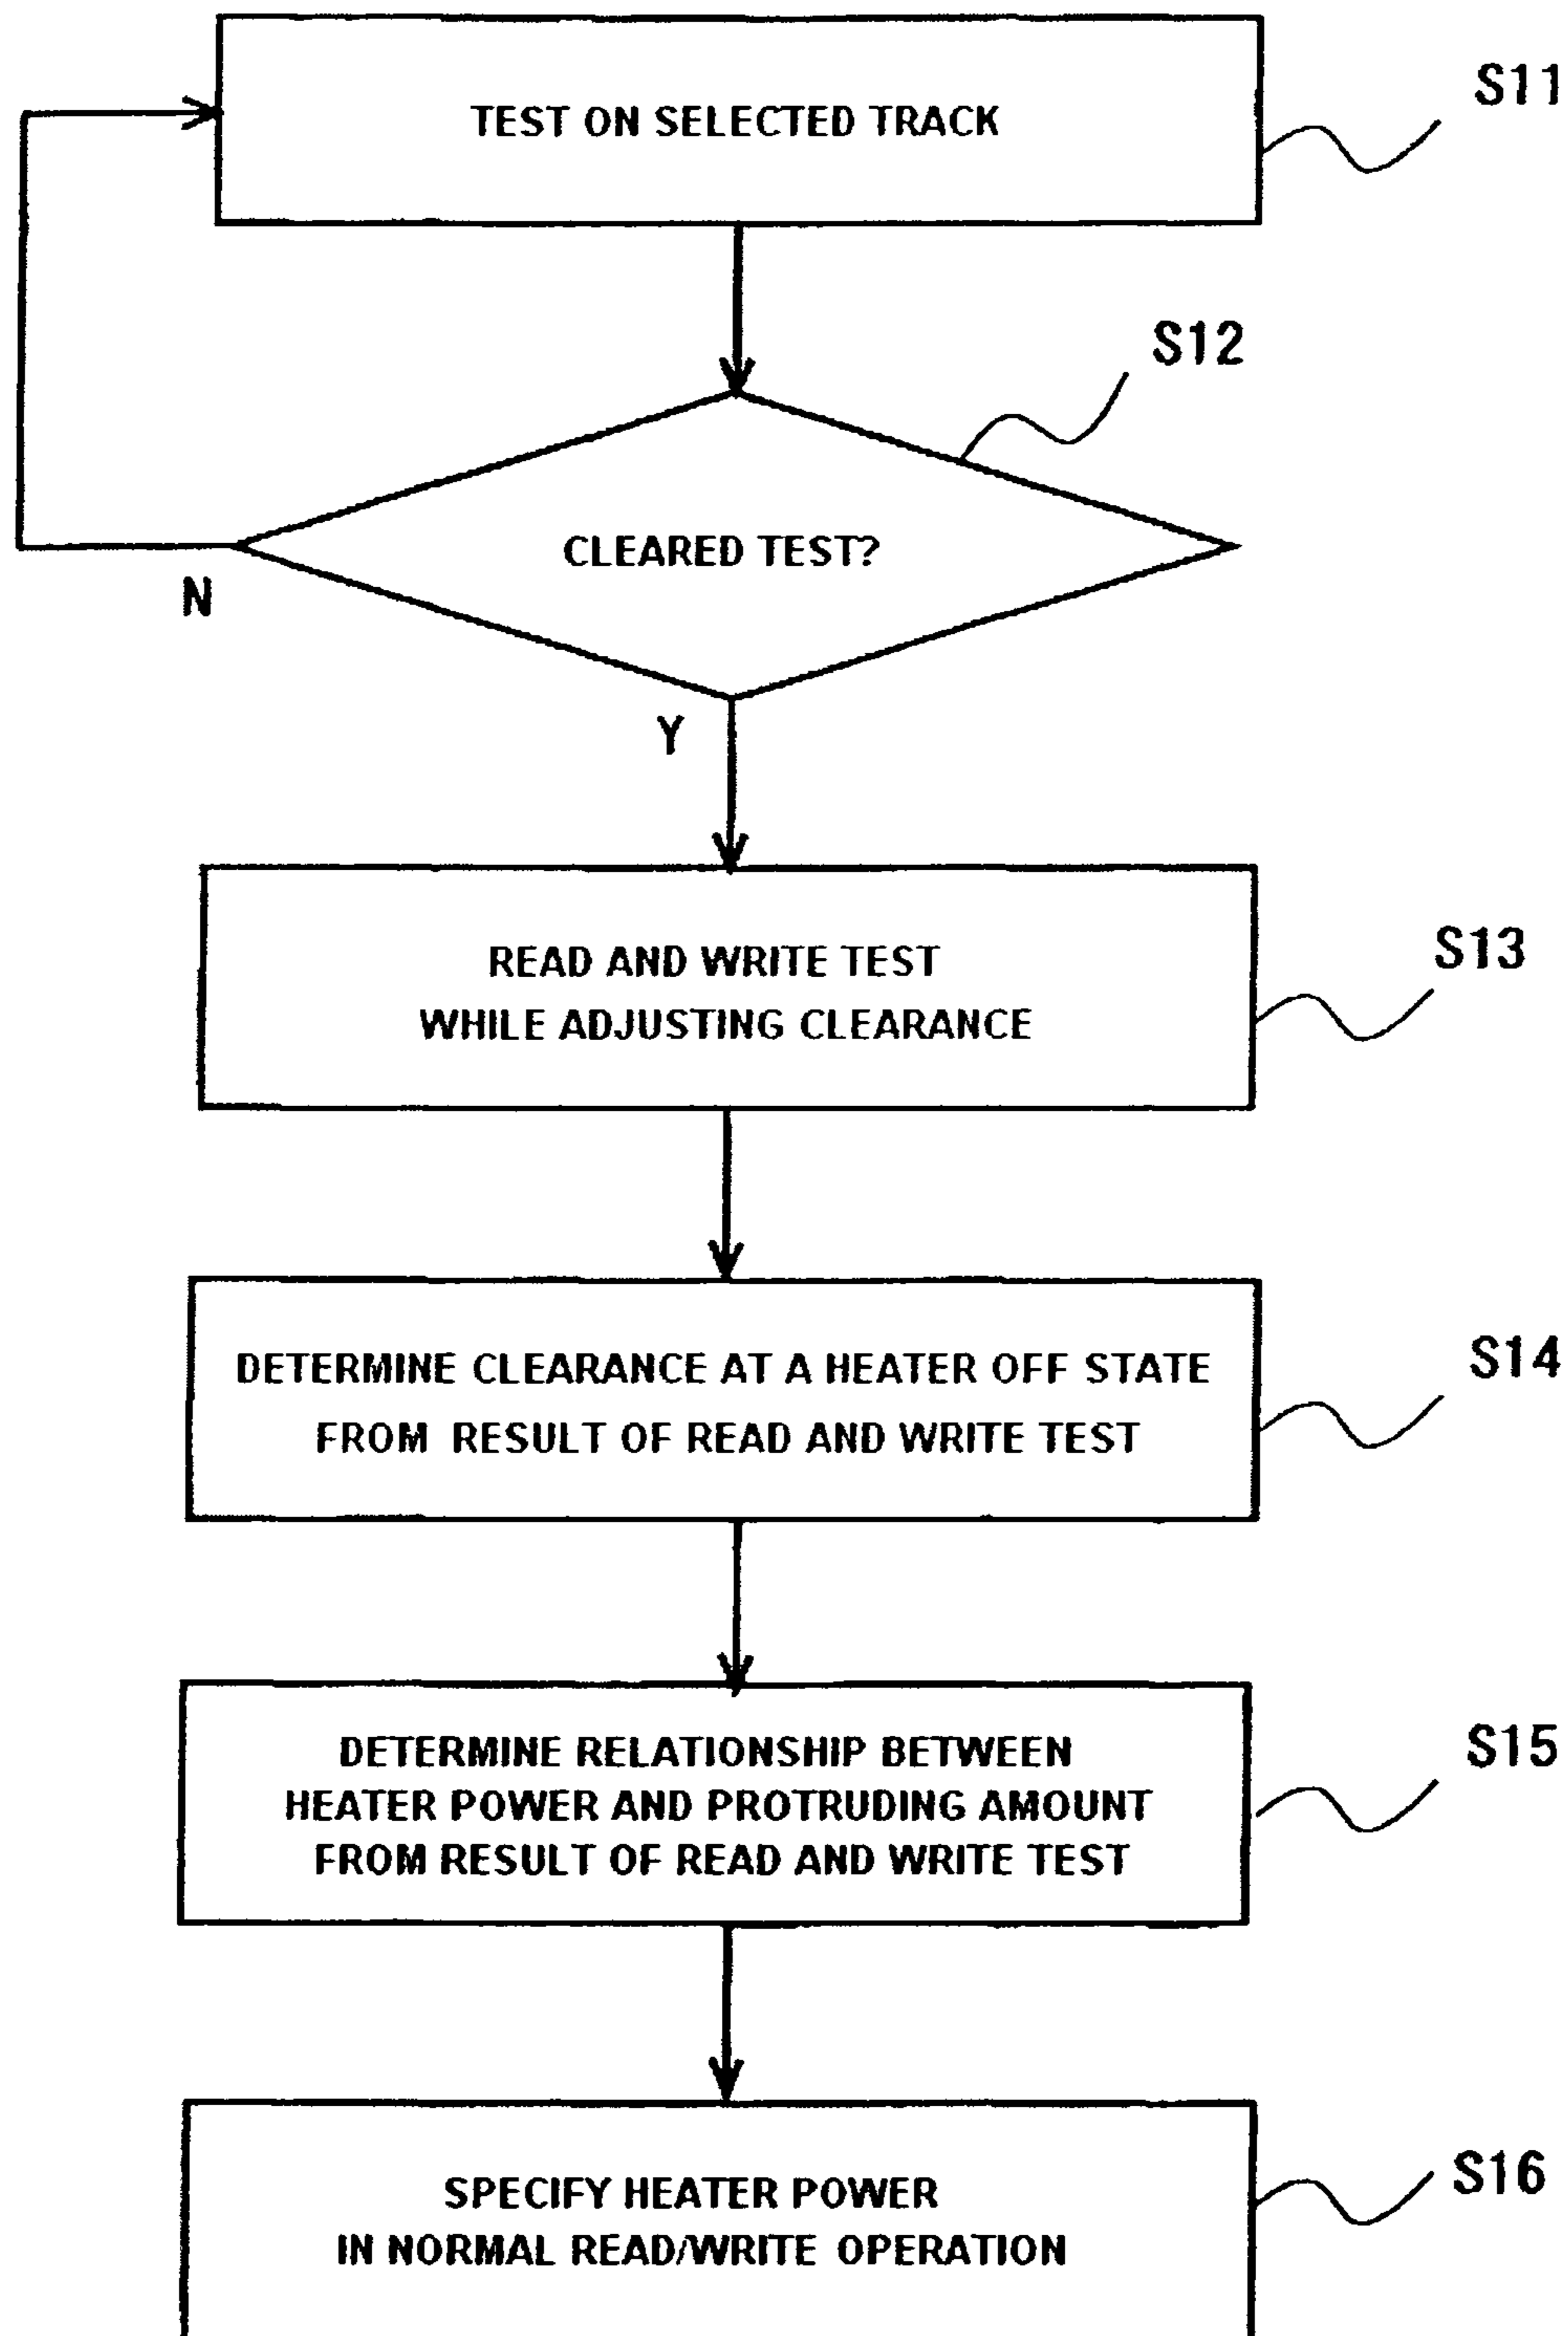 S11
TEST ON SELECTED TRACK
S12
CLEARED TEST?
N
Y
S13
READ AND WRITE TEST
WHILE ADJUSTING CLEARANCE
S14
DETERMINE CLEARANCE AT A HEATER OFF STATE
FROM RESULT OF READ AND WRITE TEST
S15
DETERMINE RELATIONSHIP BETWEEN
HEATER POWER AND PROTRUDING AMOUNT
FROM RESULT OF READ AND WRITE TEST
S16
SPECIFY HEATER POWER
IN NORMAL READ/WRITE OPERATION